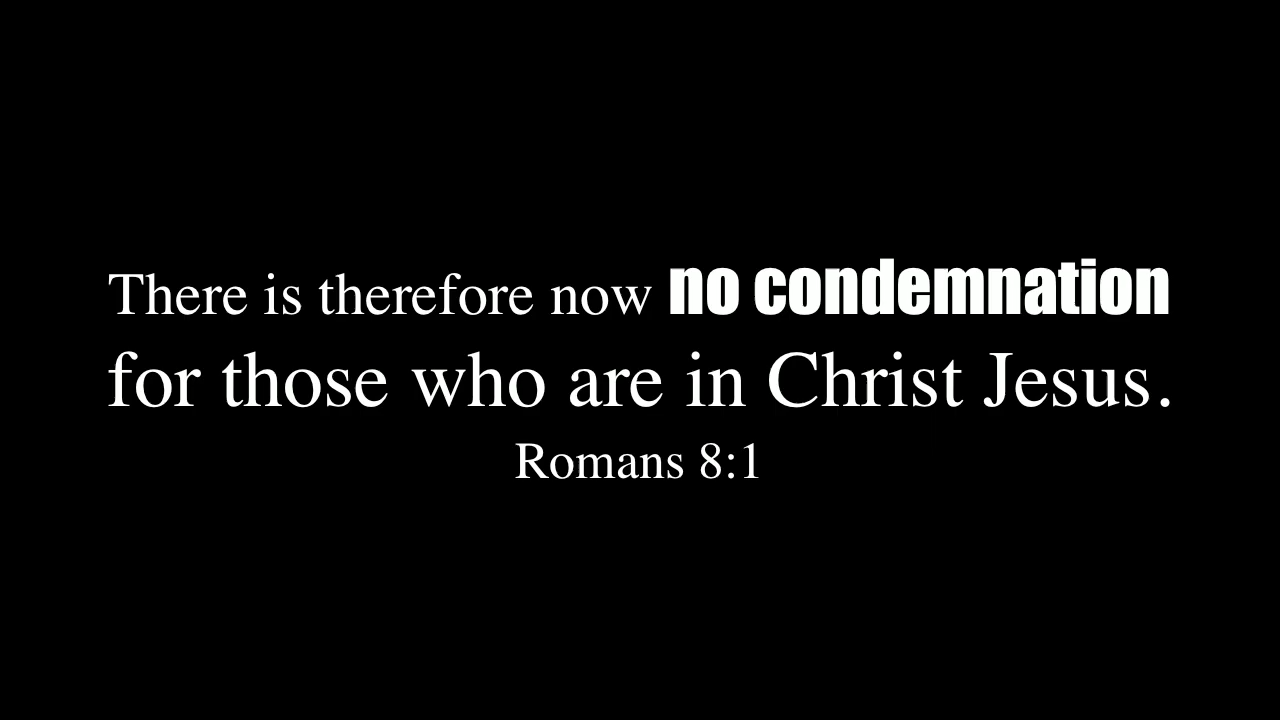 There is therefore now no condemnation
for those who are in Christ Jesus.
Romans 8:1